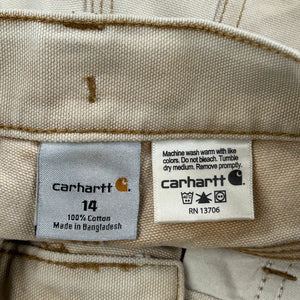 carhartt
14
100% Cotton
Made in Bangladesh
Machine wash warm with like
colors. Do not bleach. Tumble
dry medium. Remove promptly.
carhartt
RN 13706